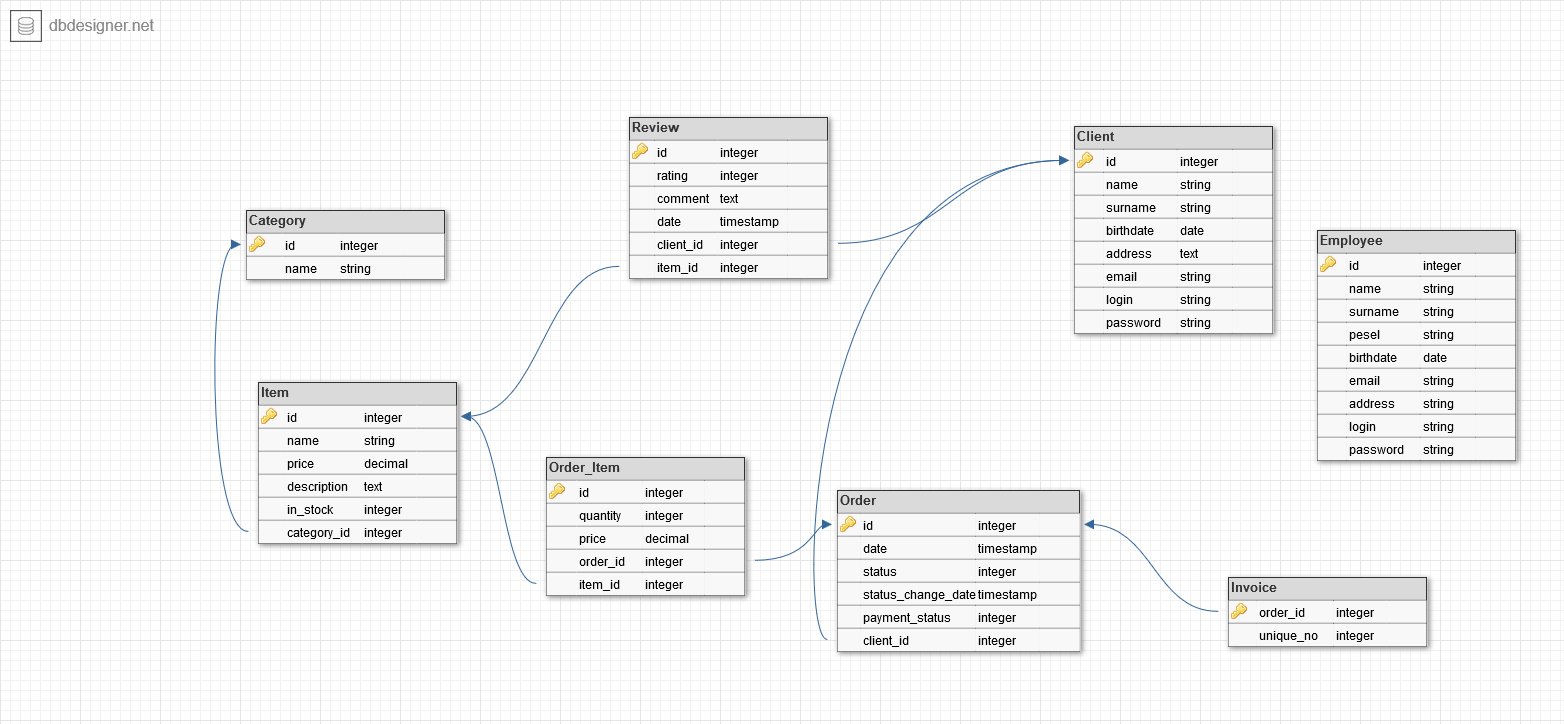 dbdesigner.net
Review
id integer
rating integer
comment text
date timestamp
client_id integer
item_id integer
Client
id integer
name string
surname string
birthdate date
address text
email string
login string
password string
Category
id integer
name string
Employee
id integer
name string
surname string
pesel string
birthdate date
email string
address string
login string
password string
Item
id integer
name string
price decimal
description text
in_stock integer
category_id integer
Order_Item
id integer
quantity integer
price decimal
order_id integer
item_id integer
Order
id integer
date timestamp
status integer
status_change_date timestamp
payment_status integer
client_id integer
Invoice
order_id integer
unique_no integer